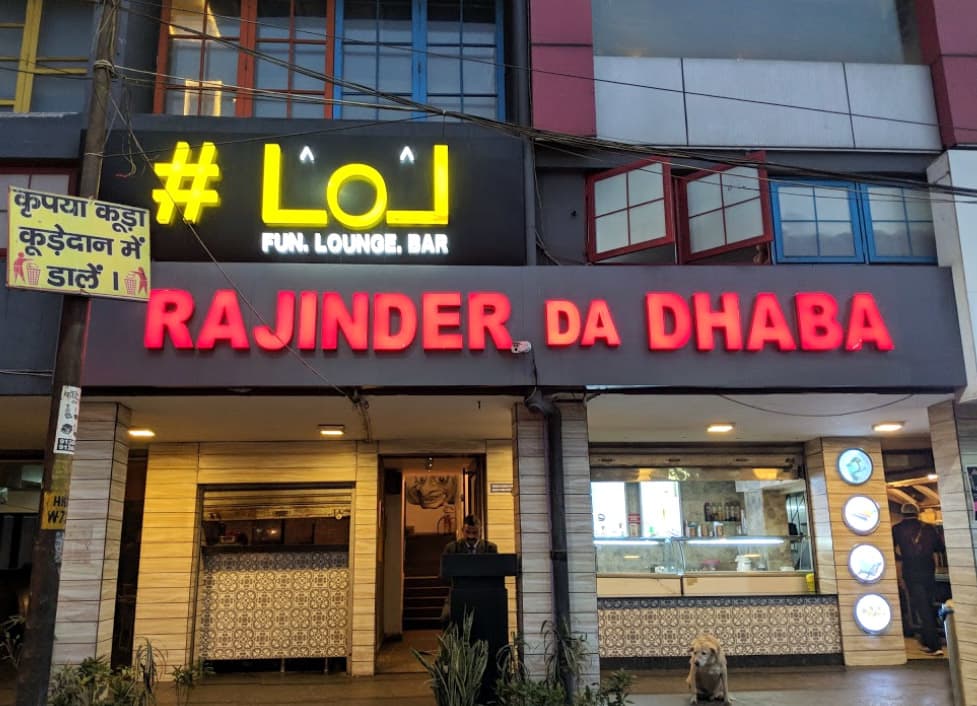 # LOL
FUN. LOUNGE. BAR
कृपया कूड़ा
कूड़ेदान में
डालें ।
RAJINDER DA DHABA